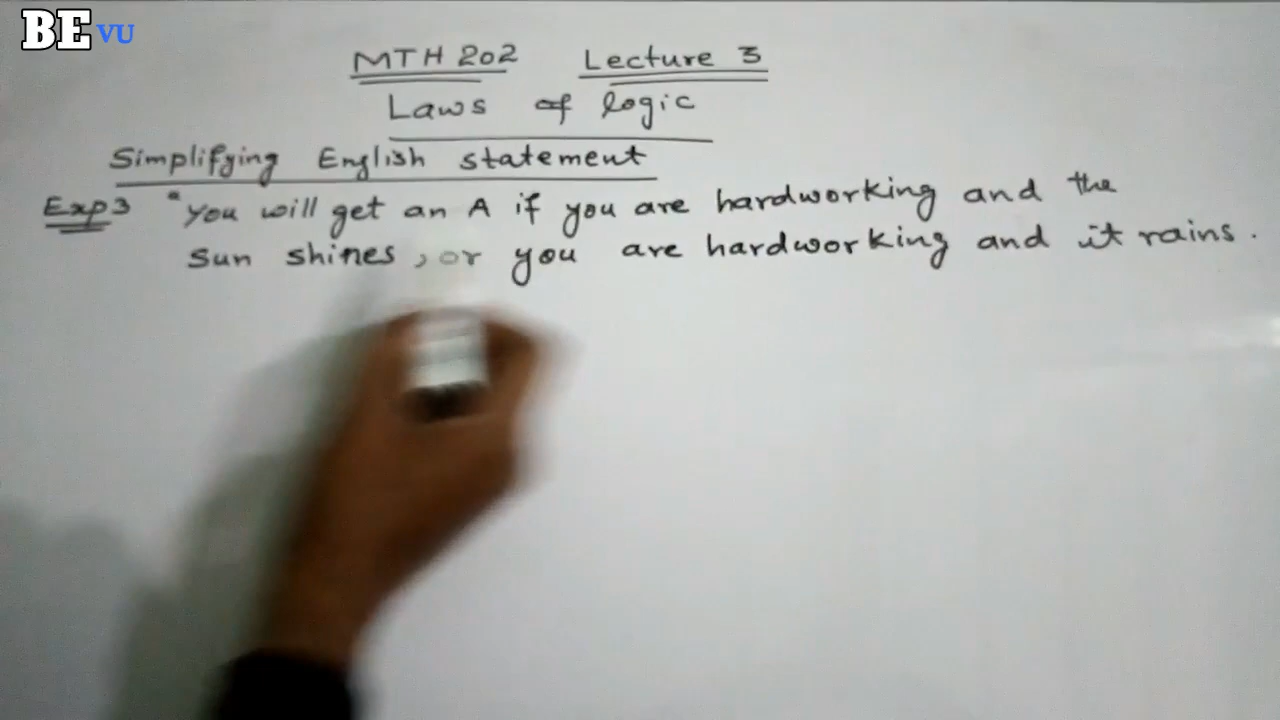 BE VU
MTH 202 Lecture 3
Laws of logic
Simplifying English statement
Exp3 "You will get an A if you are hardworking and the
Sun shines, or you are hardworking and it rains.